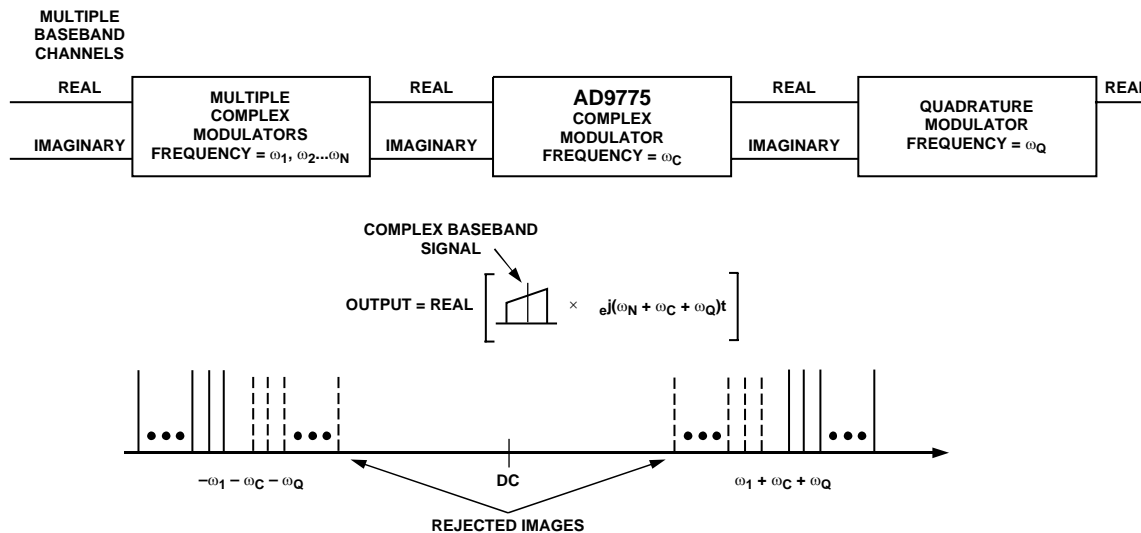 MULTIPLE
BASEBAND
CHANNELS
REAL
REAL
REAL
REAL
IMAGINARY
IMAGINARY
IMAGINARY
MULTIPLE
COMPLEX
MODULATORS
FREQUENCY = ω1, ω2...ωN
AD9775
COMPLEX
MODULATOR
FREQUENCY = ωC
QUADRATURE
MODULATOR
FREQUENCY = ωQ
COMPLEX BASEBAND
SIGNAL
OUTPUT = REAL × ej(ωN + ωC + ωQ)t
–ω1 – ωC – ωQ
DC
ω1 + ωC + ωQ
REJECTED IMAGES